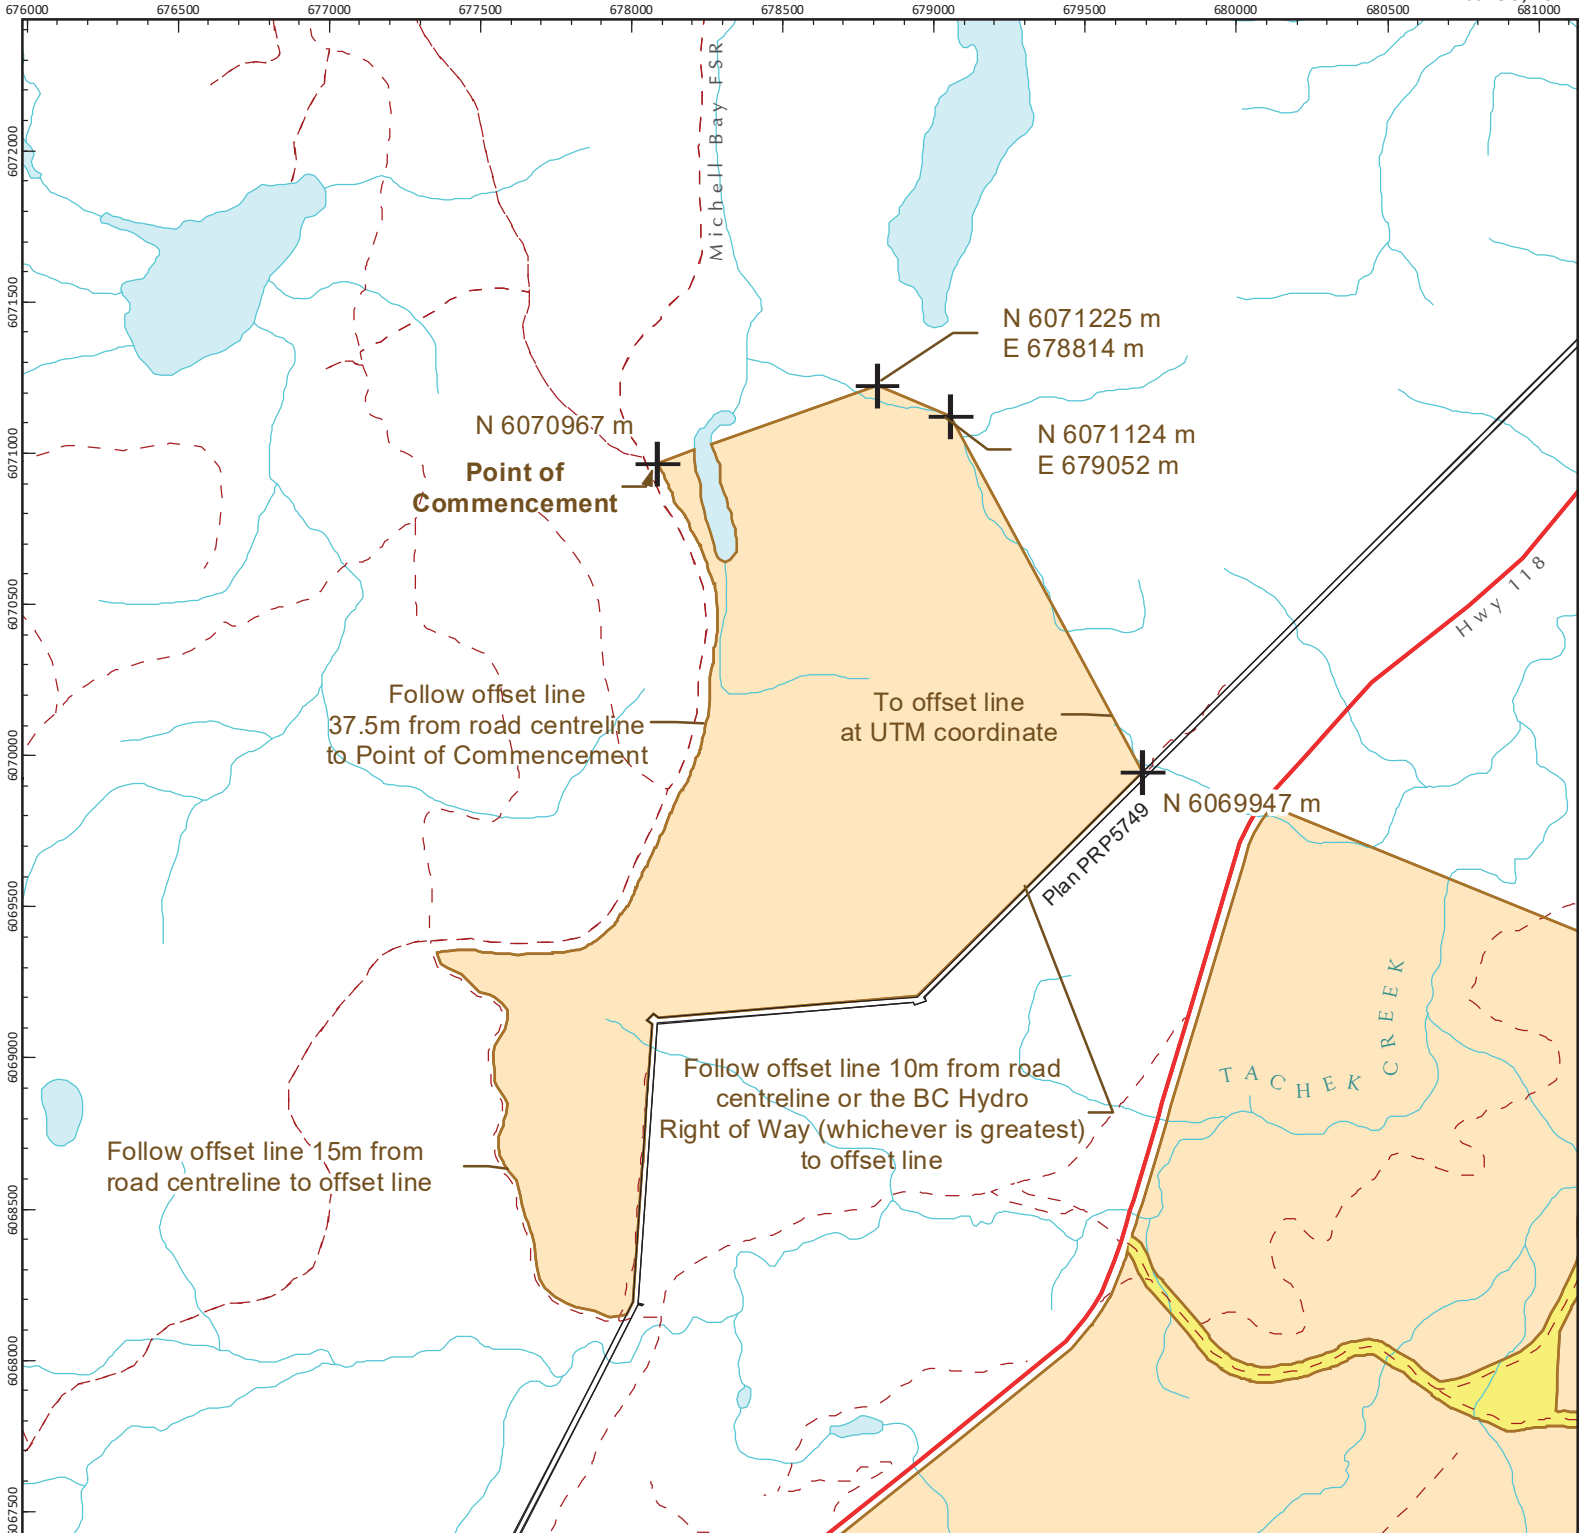 676000 676500 677000 677500 678000 678500 679000 679500 680000 680500 681000
6072000
6071500
6071000
6070500
6070000
6069500
6069000
6068500
6068000
6067500
Michell Bay FSR
N 6071225 m
E 678814 m
N 6070967 m
Point of
Commencement
N 6071124 m
E 679052 m
Hwy 118
Follow offset line
37.5m from road centreline
to Point of Commencement
To offset line
at UTM coordinate
N 6069947 m
Plan PRP5749
TACHEK CREEK
Follow offset line 10m from road
centreline or the BC Hydro
Right of Way (whichever is greatest)
to offset line
Follow offset line 15m from
road centreline to offset line